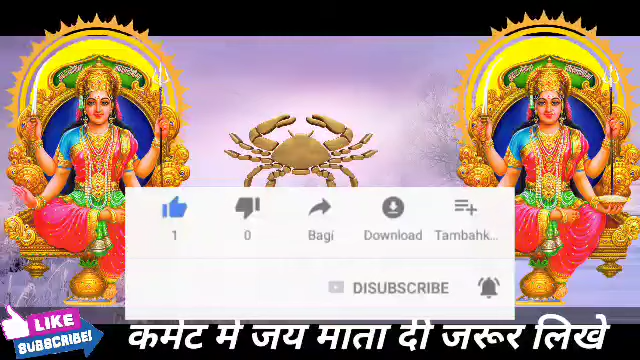 1
0
Bagi
Download
Tambahk...
DISUBSCRIBE
LIKE
SUBSCRIBE!
कमेंट में जय माता दी जरूर लिखे